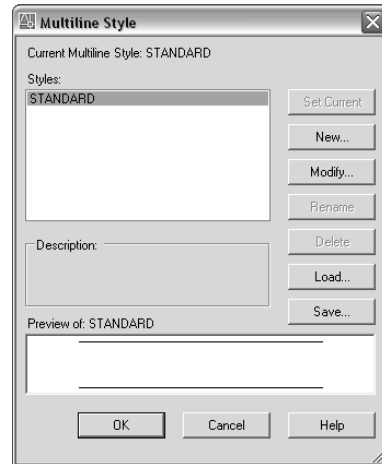 Multiline Style
Current Multiline Style: STANDARD
Styles:
STANDARD
Set Current
New...
Modify...
Rename
Delete
Load...
Save...
Description:
Preview of: STANDARD
OK
Cancel
Help